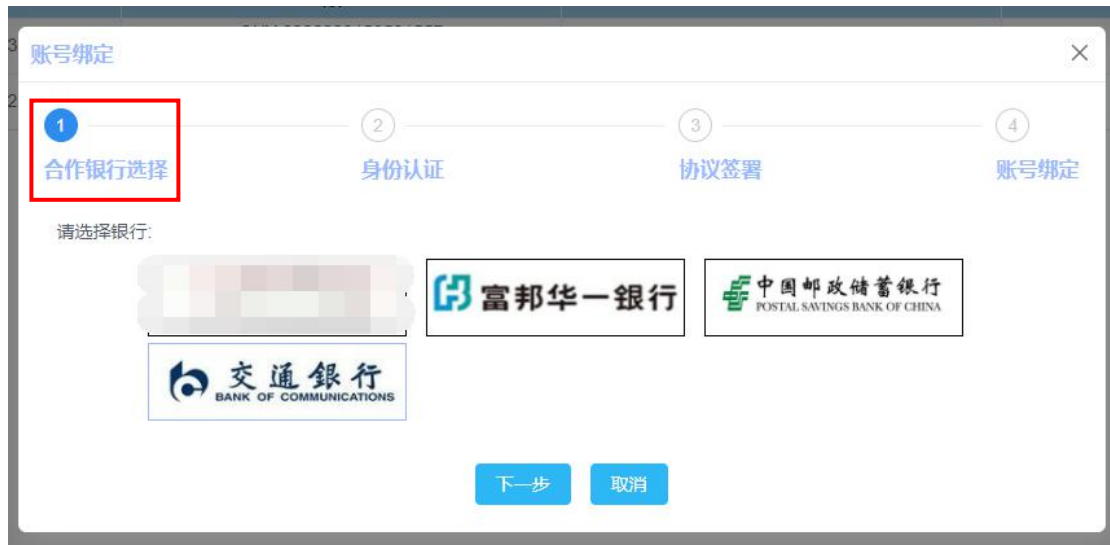 账号绑定
1
2
3
4
合作银行选择
身份认证
协议签署
账号绑定
请选择银行:
富邦华一銀行
中国邮政储蓄银行
POSTAL SAVINGS BANK OF CHINA
交通銀行
BANK OF COMMUNICATIONS
下一步
取消